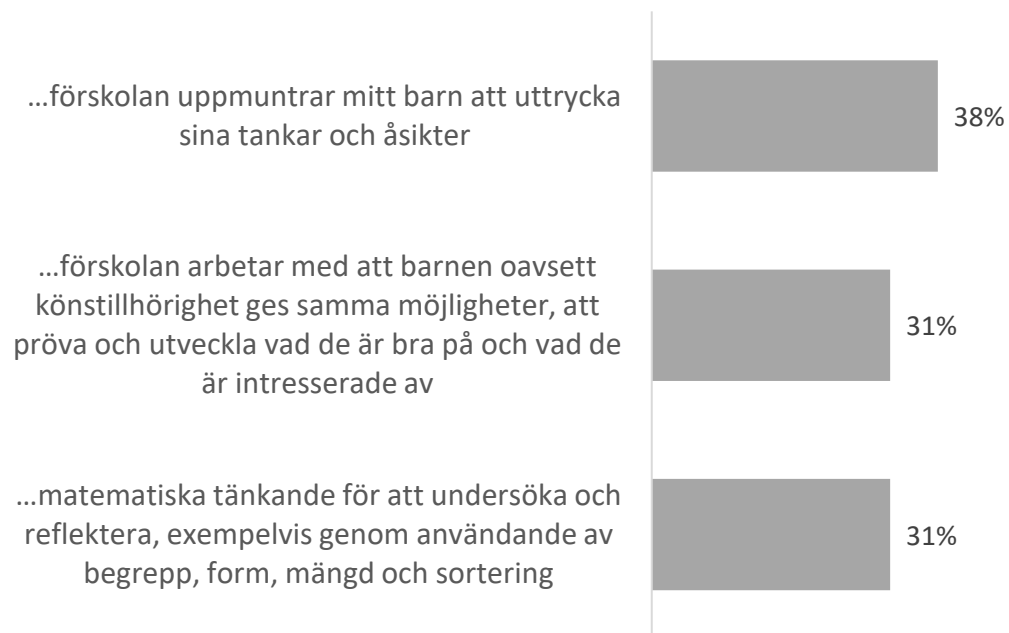 ...förskolan uppmuntrar mitt barn att uttrycka
sina tankar och åsikter
38%
...förskolan arbetar med att barnen oavsett
könstillhörighet ges samma möjligheter, att
pröva och utveckla vad de är bra på och vad de
är intresserade av
31%
...matematiska tänkande för att undersöka och
reflektera, exempelvis genom användande av
begrepp, form, mängd och sortering
31%